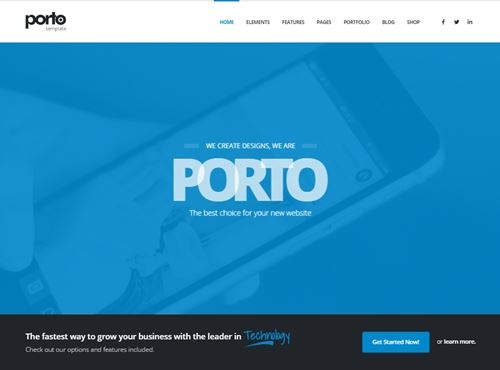 porto
template
HOME ELEMENTS FEATURES PAGES PORTFOLIO BLOG SHOP
WE CREATE DESIGNS, WE ARE
PORTO
The best choice for your new website
The fastest way to grow your business with the leader in Technology
Check out our options and features included.
Get Started Now! or learn more.